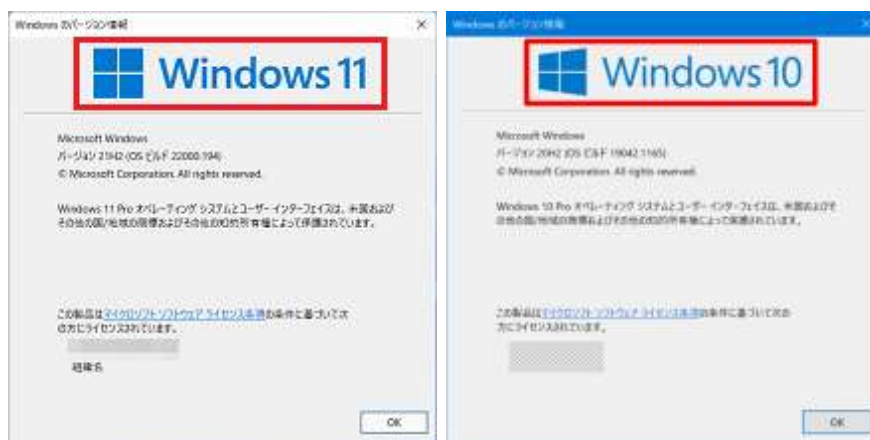 Windows のバージョン情報
Windows 11
Microsoft Windows
バージョン 21H2 (OS ビルド 22000.194)
© Microsoft Corporation. All rights reserved.
Windows 11 Pro オペレーティング システムとユーザー インターフェイスは、米国および
その他の国/地域の商標およびその他の知的所有権によって保護されています。
この製品はマイクロソフト ソフトウェア ライセンス条項の条件に基づいて次
の方にライセンスされています。
組織名
OK
Windows のバージョン情報
Windows 10
Microsoft Windows
バージョン 20H2 (OS ビルド 19042.1165)
© Microsoft Corporation. All rights reserved.
Windows 10 Pro オペレーティング システムとユーザー インターフェイスは、米国およびそ
の他の国/地域の商標およびその他の知的所有権によって保護されています。
この製品はマイクロソフト ソフトウェア ライセンス条項の条件に基づいて次の
方にライセンスされています。
OK